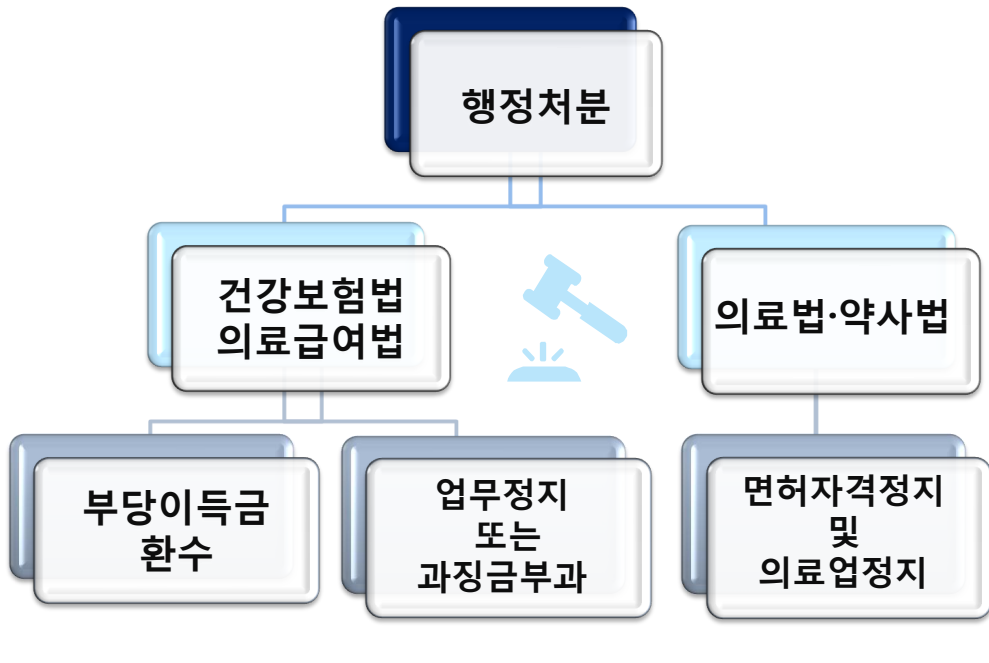 행정처분
건강보험법
의료급여법
의료법·약사법
부당이득금
환수
업무정지
또는
과징금부과
면허자격정지
및
의료업정지